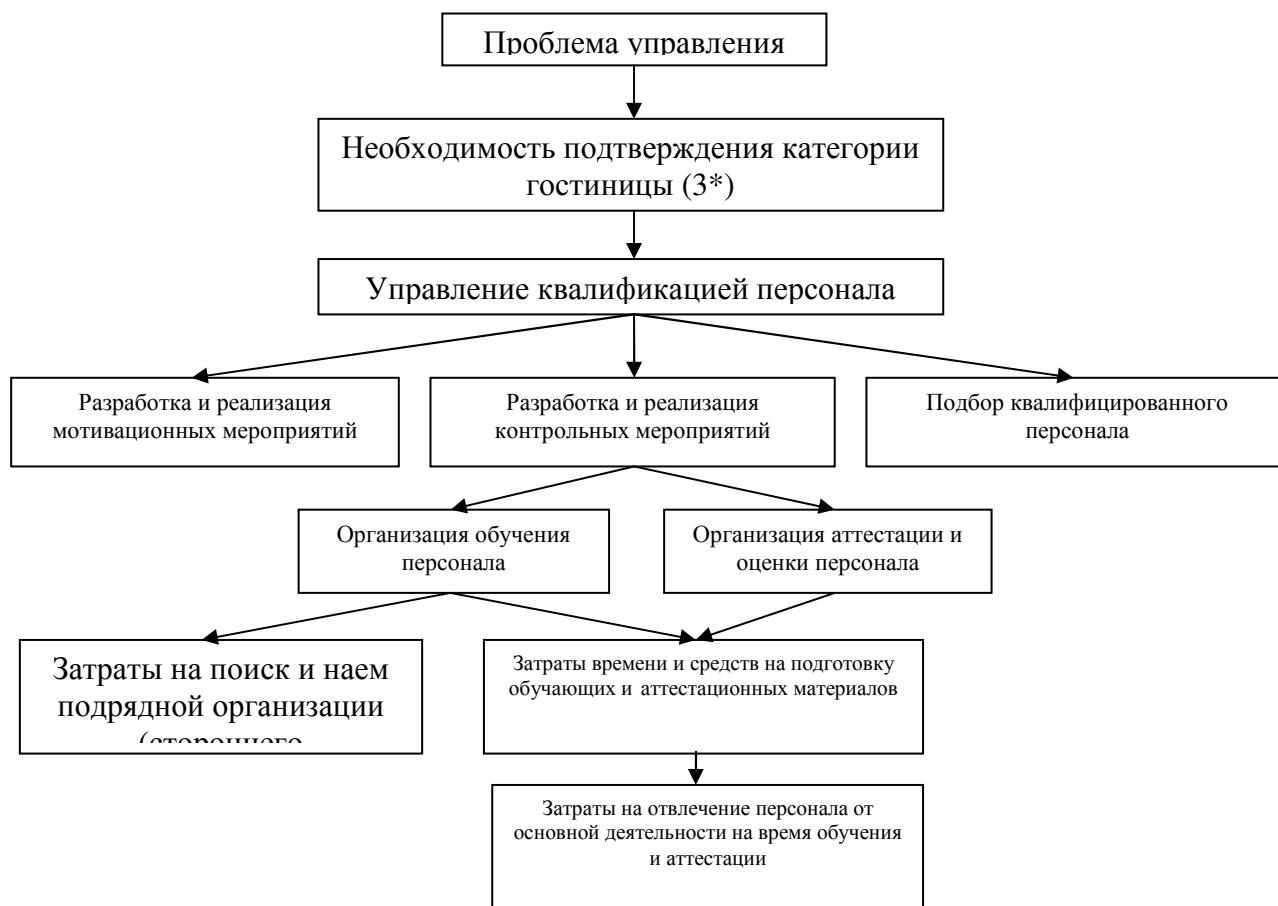 Проблема управления
Необходимость подтверждения категории
гостиницы (3*)
Управление квалификацией персонала
Разработка и реализация
мотивационных мероприятий
Разработка и реализация
контрольных мероприятий
Подбор квалифицированного
персонала
Организация обучения
персонала
Организация аттестации и
оценки персонала
Затраты на поиск и наем
подрядной организации
(стороннего
Затраты времени и средств на подготовку
обучающих и аттестационных материалов
Затраты на отвлечение персонала от
основной деятельности на время обучения
и аттестации